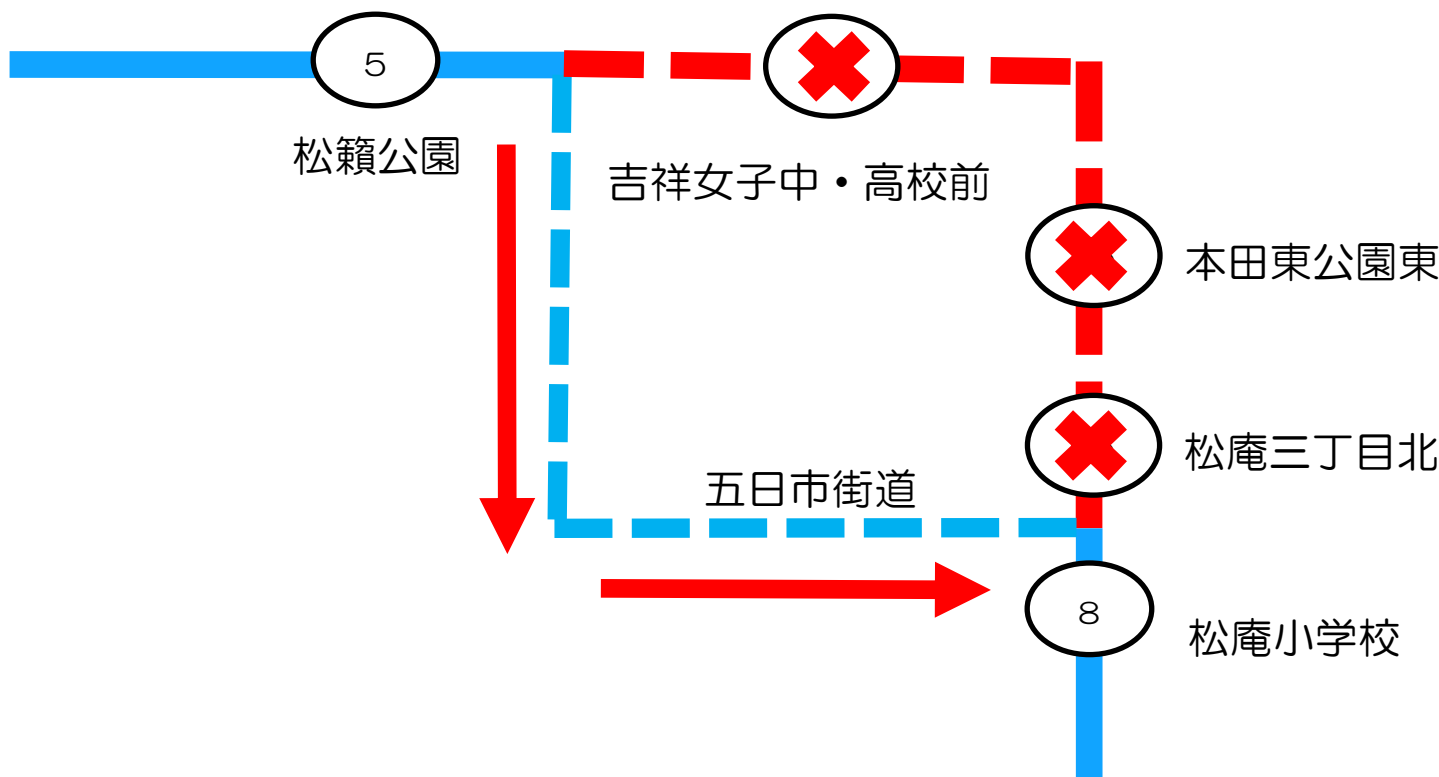 ５
松籟公園
吉祥女子中・高校前
本田東公園東
松庵三丁目北
五日市街道
８
松庵小学校